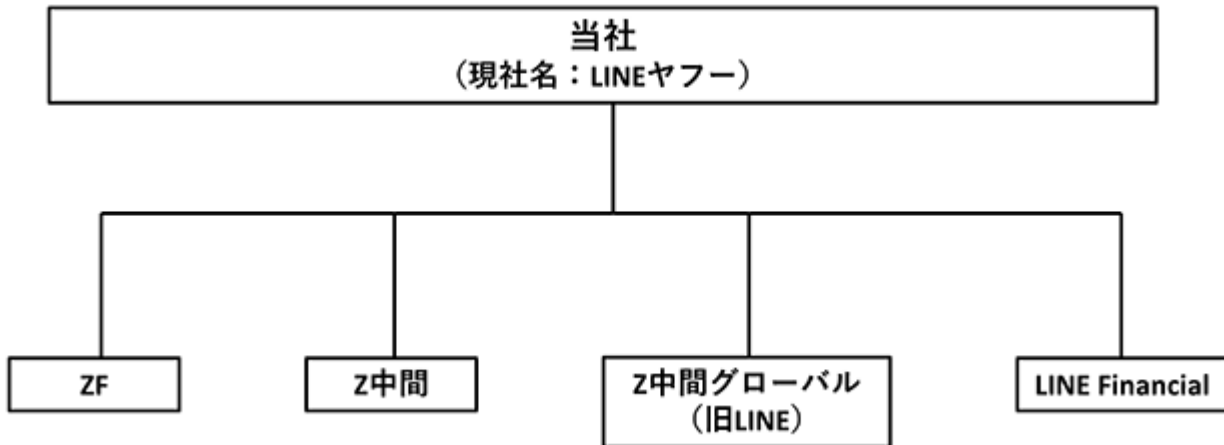 当社
（現社名：LINEヤフー）
ZF
Z中間
Z中間グローバル
（旧LINE）
LINE Financial